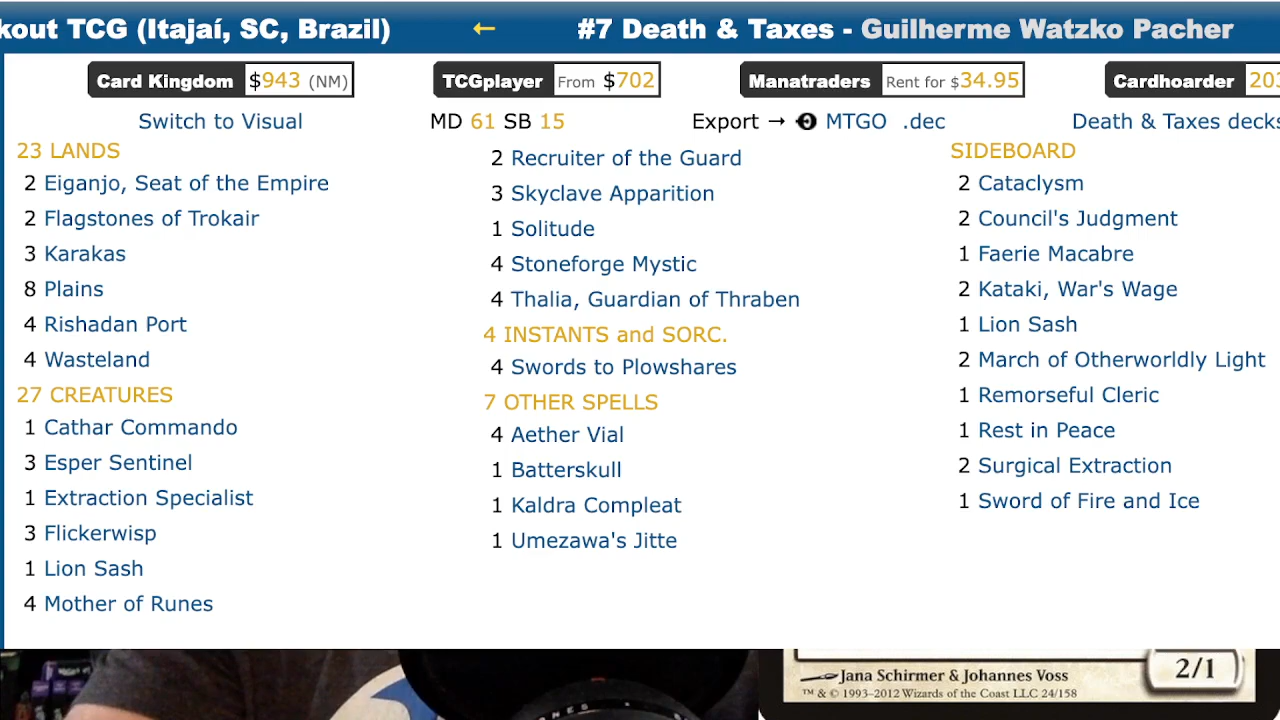 kout TCG (Itajaí, SC, Brazil) ← #7 Death & Taxes - Guilherme Watzko Pacher
Card Kingdom $943 (NM) TCGplayer From $702 Manatraders Rent for $34.95 Cardhoarder 203
Switch to Visual MD 61 SB 15 Export → MTGO .dec Death & Taxes decks
23 LANDS
2 Eiganjo, Seat of the Empire
2 Flagstones of Trokair
3 Karakas
8 Plains
4 Rishadan Port
4 Wasteland
27 CREATURES
1 Cathar Commando
3 Esper Sentinel
1 Extraction Specialist
3 Flickerwisp
1 Lion Sash
4 Mother of Runes
2 Recruiter of the Guard
3 Skyclave Apparition
1 Solitude
4 Stoneforge Mystic
4 Thalia, Guardian of Thraben
4 INSTANTS and SORC.
4 Swords to Plowshares
7 OTHER SPELLS
4 Aether Vial
1 Batterskull
1 Kaldra Compleat
1 Umezawa's Jitte
SIDEBOARD
2 Cataclysm
2 Council's Judgment
1 Faerie Macabre
2 Kataki, War's Wage
1 Lion Sash
2 March of Otherworldly Light
1 Remorseful Cleric
1 Rest in Peace
2 Surgical Extraction
1 Sword of Fire and Ice
Jana Schirmer & Johannes Voss
™ & © 1993–2012 Wizards of the Coast LLC 24/158
2/1